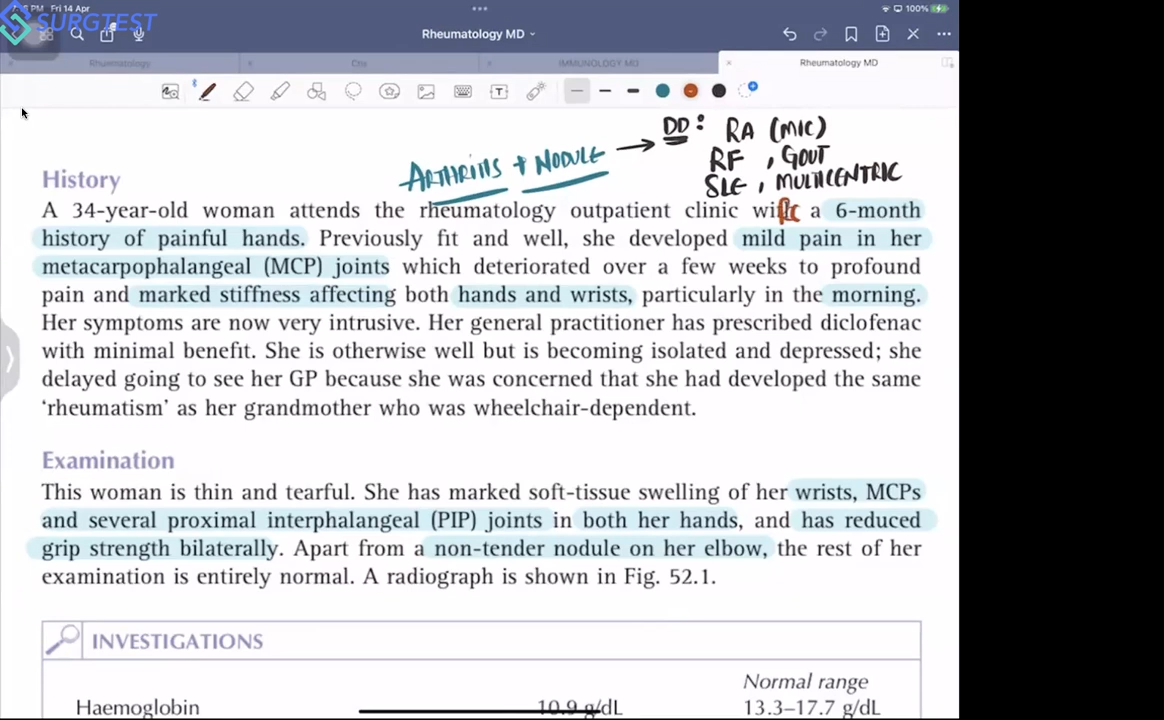 PM Fri 14 Apr
SURGTEST
100%
Rheumatology MD
Rheumatology
IMMUNOLOGY MD
Rheumatology MD
ARTHRITIS + NODULE → DD: RA (MIC)
RF, GOUT
SLE, MULTICENTRIC
History
A 34-year-old woman attends the rheumatology outpatient clinic with a 6-month
history of painful hands. Previously fit and well, she developed mild pain in her
metacarpophalangeal (MCP) joints which deteriorated over a few weeks to profound
pain and marked stiffness affecting both hands and wrists, particularly in the morning.
Her symptoms are now very intrusive. Her general practitioner has prescribed diclofenac
with minimal benefit. She is otherwise well but is becoming isolated and depressed; she
delayed going to see her GP because she was concerned that she had developed the same
‘rheumatism’ as her grandmother who was wheelchair-dependent.
Examination
This woman is thin and tearful. She has marked soft-tissue swelling of her wrists, MCPs
and several proximal interphalangeal (PIP) joints in both her hands, and has reduced
grip strength bilaterally. Apart from a non-tender nodule on her elbow, the rest of her
examination is entirely normal. A radiograph is shown in Fig. 52.1.
INVESTIGATIONS
Normal range
Haemoglobin 10.9 g/dL 13.3–17.7 g/dL